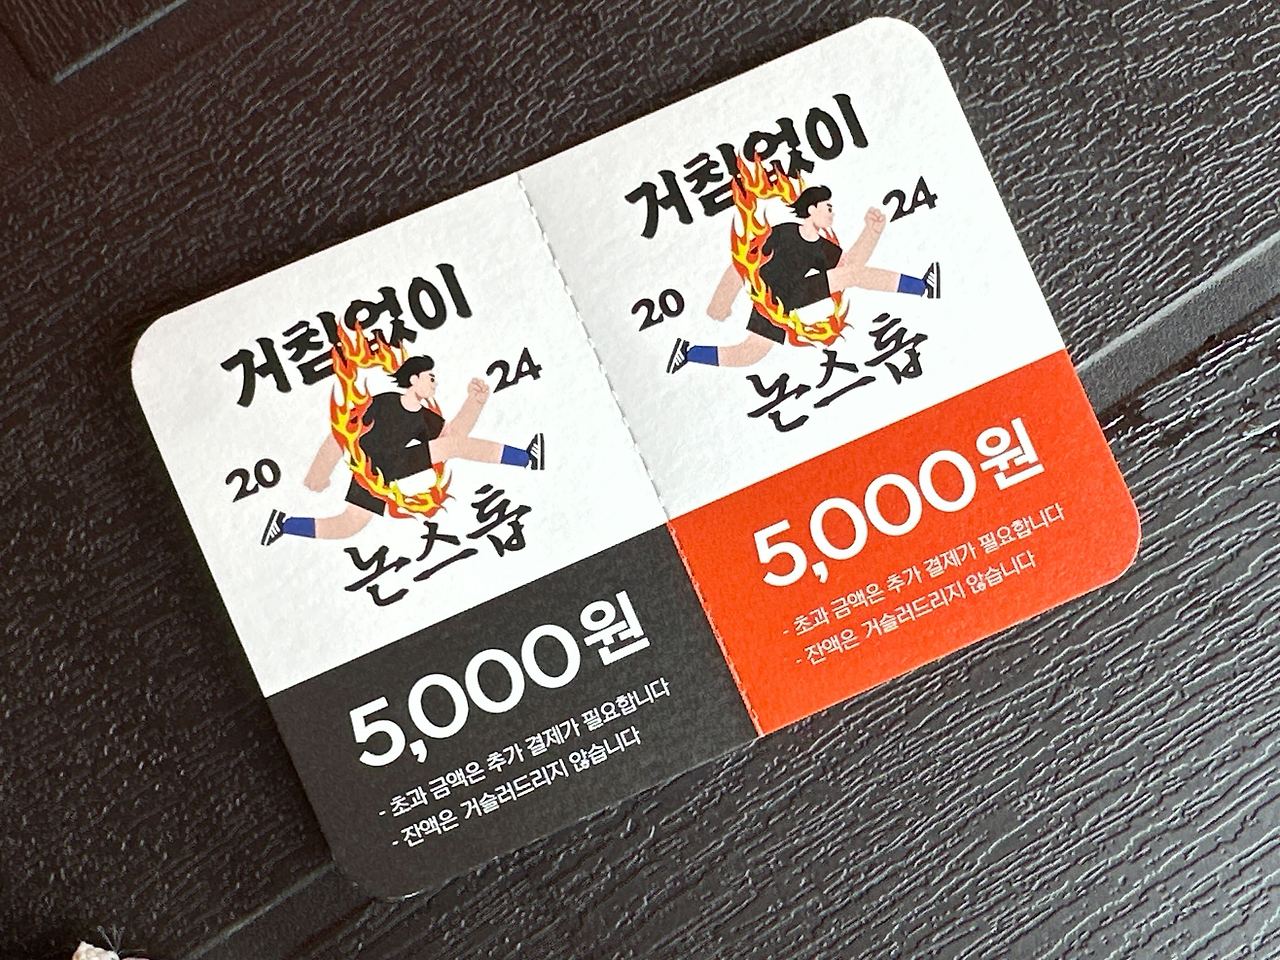 거침없이
20
24
논스톱
5,000원
- 초과 금액은 추가 결제가 필요합니다
- 잔액은 거슬러드리지 않습니다
거침없이
20
24
논스톱
5,000원
- 초과 금액은 추가 결제가 필요합니다
- 잔액은 거슬러드리지 않습니다